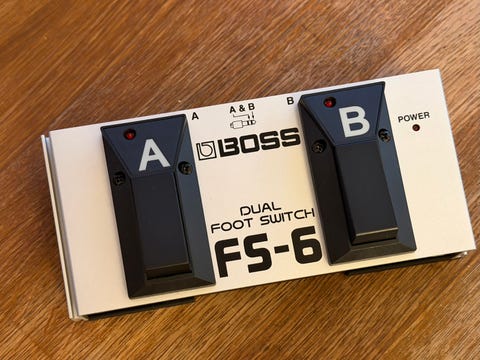 A
A & B
B
POWER
A
B
BOSS
DUAL
FOOT SWITCH
FS-6